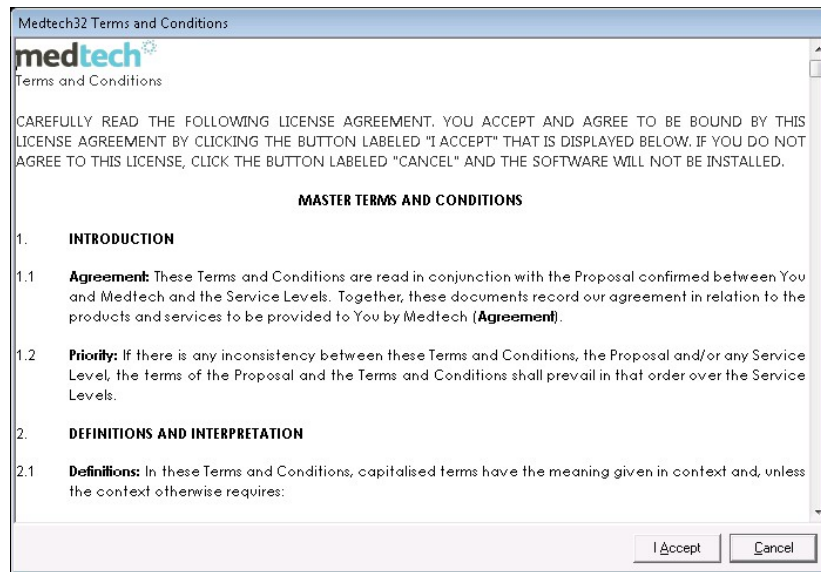 Medtech32 Terms and Conditions
medtech
Terms and Conditions
CAREFULLY READ THE FOLLOWING LICENSE AGREEMENT. YOU ACCEPT AND AGREE TO BE BOUND BY THIS
LICENSE AGREEMENT BY CLICKING THE BUTTON LABELED "I ACCEPT" THAT IS DISPLAYED BELOW. IF YOU DO NOT
AGREE TO THIS LICENSE, CLICK THE BUTTON LABELED "CANCEL" AND THE SOFTWARE WILL NOT BE INSTALLED.
MASTER TERMS AND CONDITIONS
1. INTRODUCTION
1.1 Agreement: These Terms and Conditions are read in conjunction with the Proposal confirmed between You
and Medtech and the Service Levels. Together, these documents record our agreement in relation to the
products and services to be provided to You by Medtech (Agreement).
1.2 Priority: If there is any inconsistency between these Terms and Conditions, the Proposal and/or any Service
Level, the terms of the Proposal and the Terms and Conditions shall prevail in that order over the Service
Levels.
2. DEFINITIONS AND INTERPRETATION
2.1 Definitions: In these Terms and Conditions, capitalised terms have the meaning given in context and, unless
the context otherwise requires:
I Accept Cancel